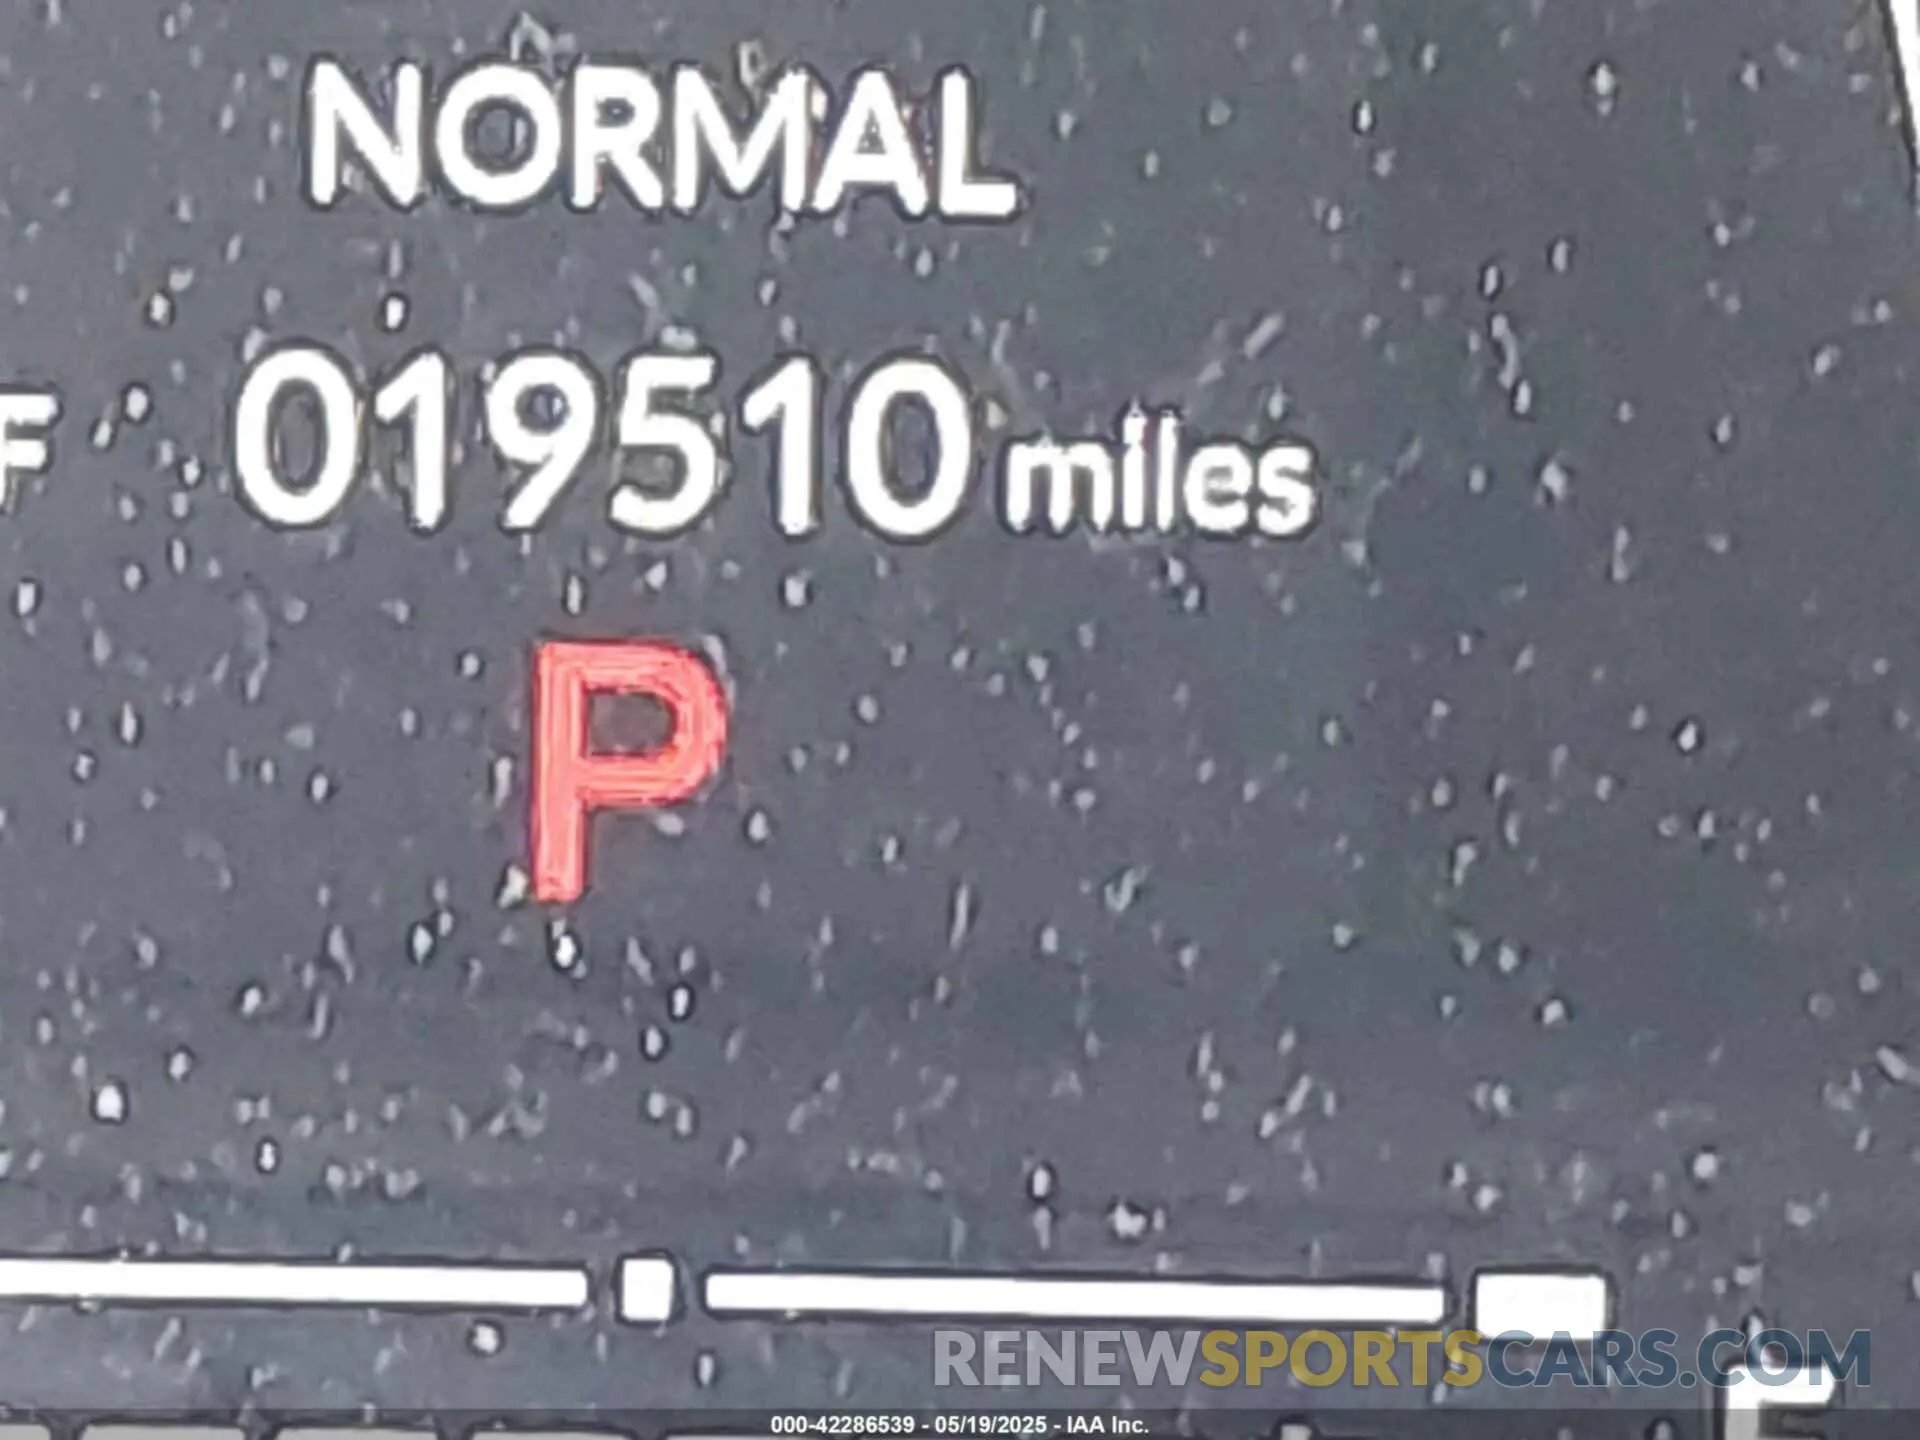 NORMAL
F 019510 miles
P
F
RENEWSPORTSCARS.COM
000-42286539 - 05/19/2025 - IAA Inc.